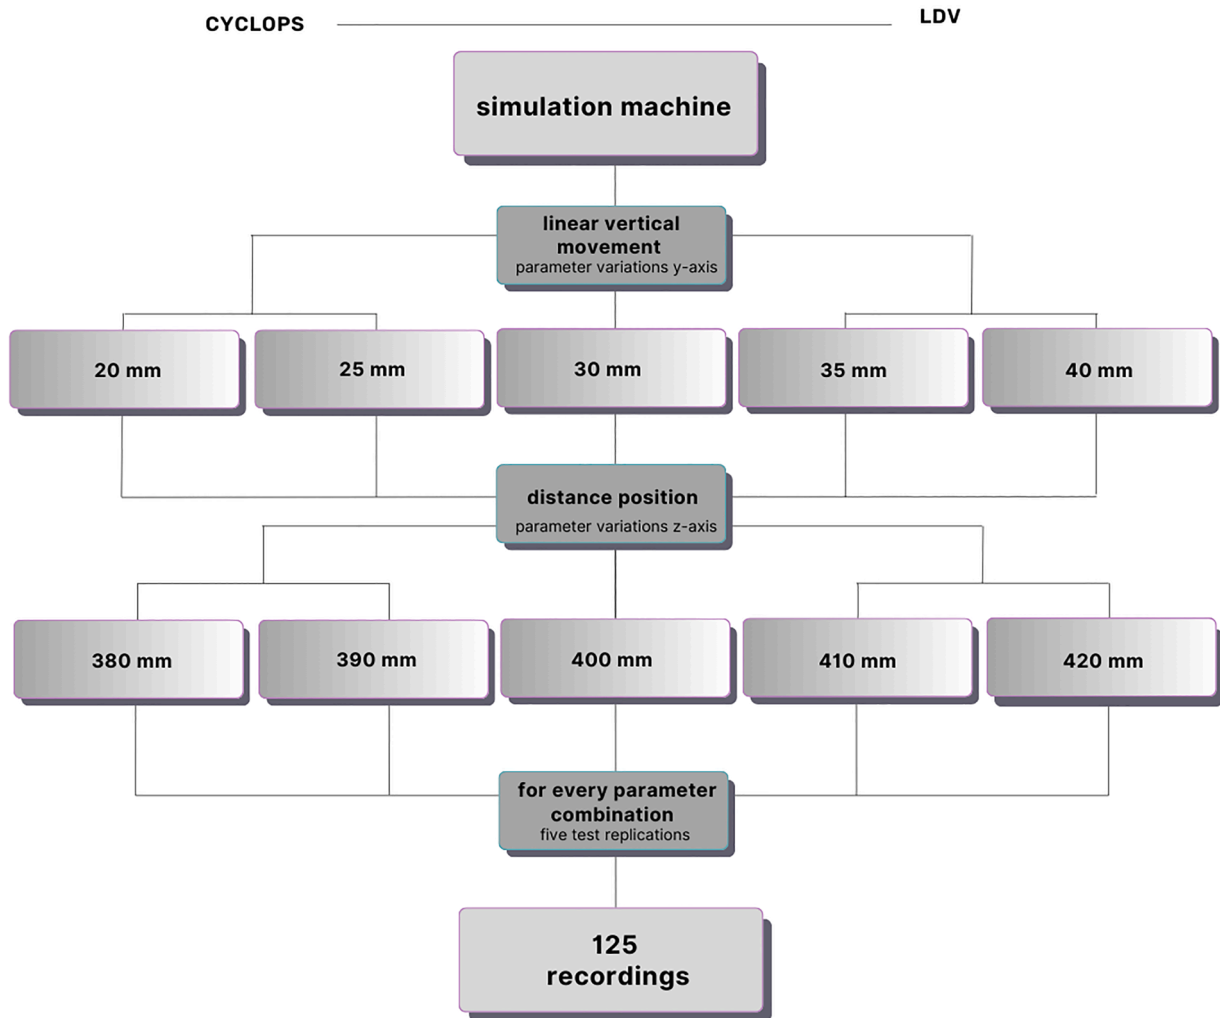 CYCLOPS LDV
simulation machine
linear vertical
movement
parameter variations y-axis
20 mm 25 mm 30 mm 35 mm 40 mm
distance position
parameter variations z-axis
380 mm 390 mm 400 mm 410 mm 420 mm
for every parameter
combination
five test replications
125
recordings